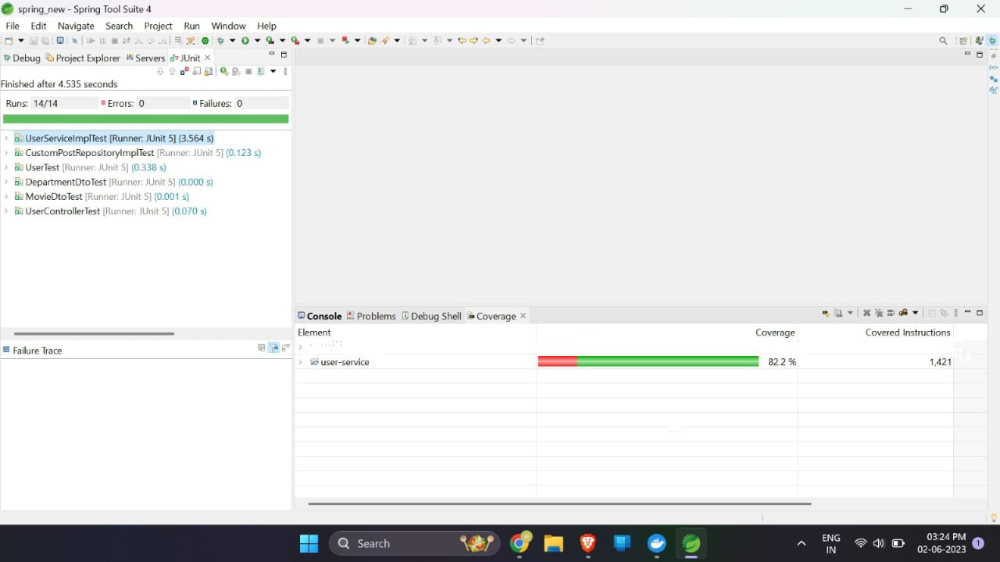 spring_new - Spring Tool Suite 4
File Edit Navigate Search Project Run Window Help
Debug Project Explorer Servers JUnit
Finished after 4.535 seconds
Runs: 14/14 Errors: 0 Failures: 0
UserServiceImplTest [Runner: JUnit 5] (3.564 s)
CustomPostRepositoryImplTest [Runner: JUnit 5] (0.123 s)
UserTest [Runner: JUnit 5] (0.338 s)
DepartmentDtoTest [Runner: JUnit 5] (0.000 s)
MovieDtoTest [Runner: JUnit 5] (0.001 s)
UserControllerTest [Runner: JUnit 5] (0.070 s)
Failure Trace
Console Problems Debug Shell Coverage
Element Coverage Covered Instructions
user-service 82.2 % 1,421
Search
ENG
IN
03:24 PM
02-06-2023
1